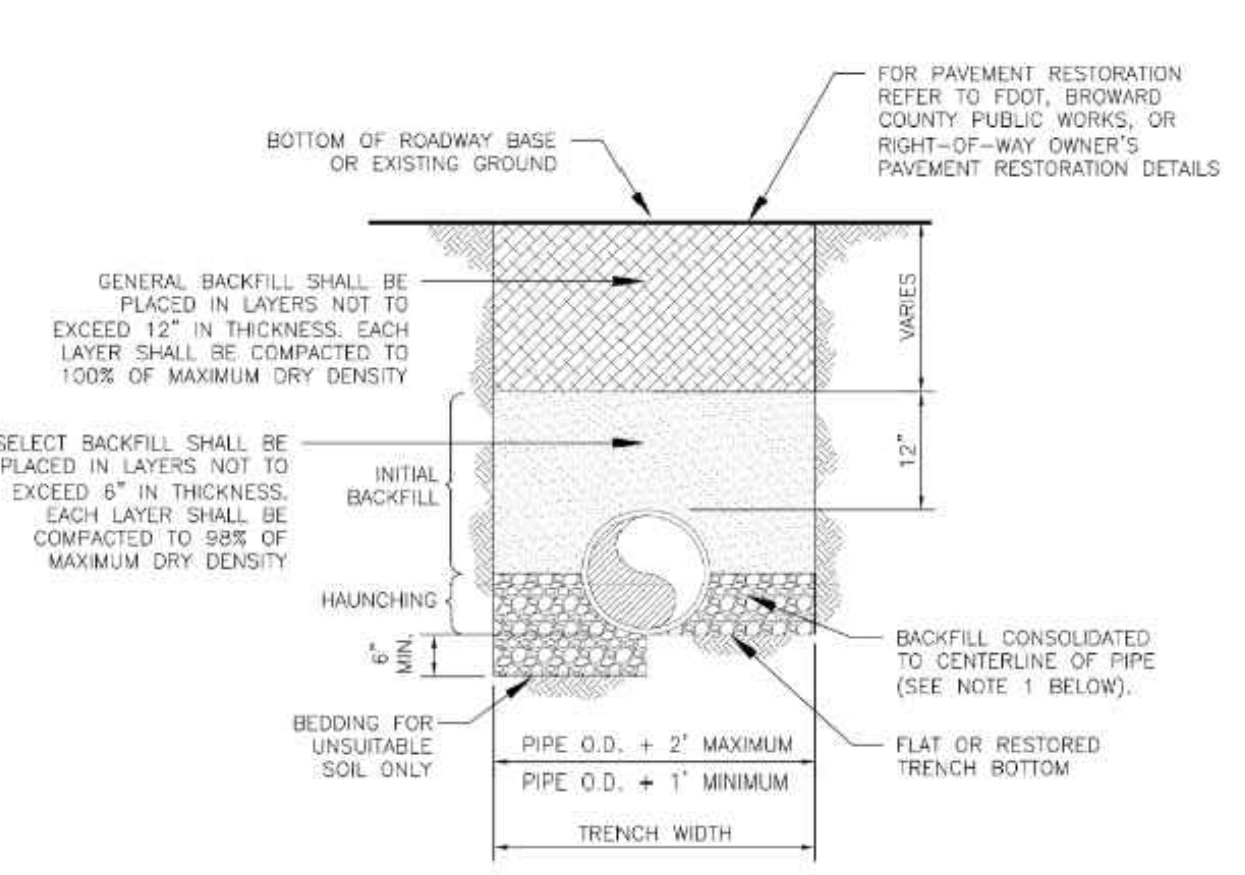 FOR PAVEMENT RESTORATION
REFER TO FDOT, BROWARD
COUNTY PUBLIC WORKS, OR
RIGHT-OF-WAY OWNER'S
PAVEMENT RESTORATION DETAILS
BOTTOM OF ROADWAY BASE
OR EXISTING GROUND
GENERAL BACKFILL SHALL BE
PLACED IN LAYERS NOT TO
EXCEED 12" IN THICKNESS. EACH
LAYER SHALL BE COMPACTED TO
100% OF MAXIMUM DRY DENSITY
VARIES
SELECT BACKFILL SHALL BE
PLACED IN LAYERS NOT TO
EXCEED 6" IN THICKNESS.
EACH LAYER SHALL BE
COMPACTED TO 98% OF
MAXIMUM DRY DENSITY
INITIAL
BACKFILL
12"
HAUNCHING
6"
MIN.
BACKFILL CONSOLIDATED
TO CENTERLINE OF PIPE
(SEE NOTE 1 BELOW).
BEDDING FOR
UNSUITABLE
SOIL ONLY
PIPE O.D. + 2' MAXIMUM
PIPE O.D. + 1' MINIMUM
FLAT OR RESTORED
TRENCH BOTTOM
TRENCH WIDTH